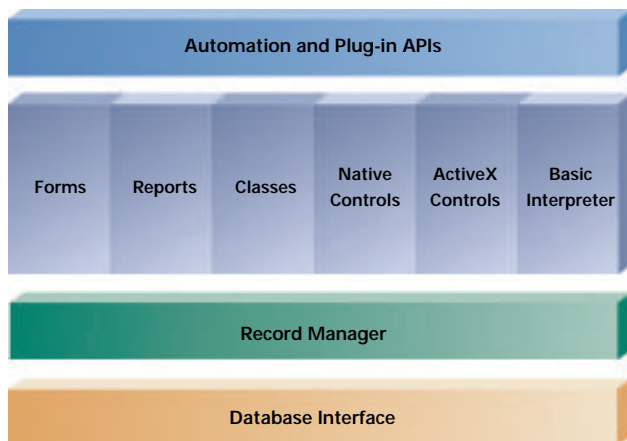 Automation and Plug-in APIs
Forms
Reports
Classes
Native
Controls
ActiveX
Controls
Basic
Interpreter
Record Manager
Database Interface